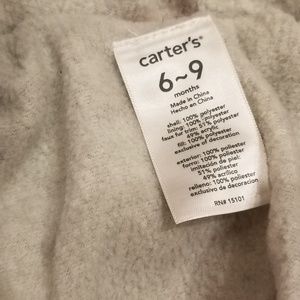 carter's®
6~9
months
Made in China
Hecho en China
shell: 100% polyester
lining: 100% polyester
faux fur trim: 51% polyester
49% acrylic
fill: 100% polyester
exclusive of decoration
exterior: 100% poliester
forro: 100% poliester
imitación de piel:
51% poliester
49% acrílico
relleno: 100% poliester
exclusivo de decoracion
RN# 15101